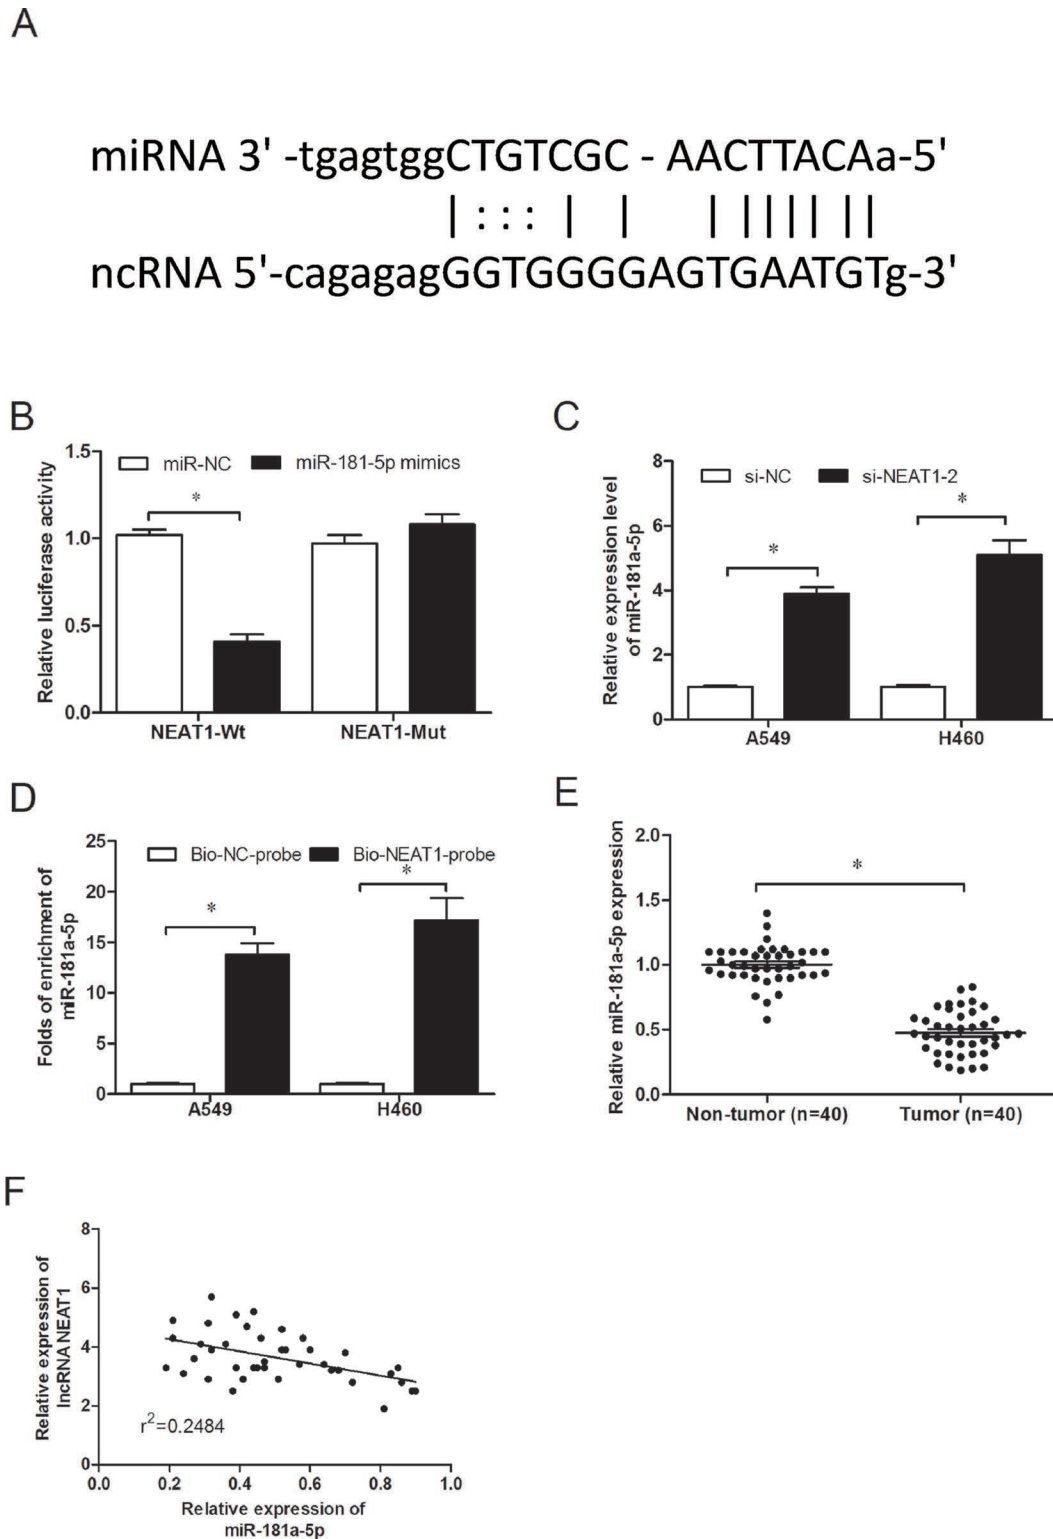 A
miRNA 3' -tgagtggCTGTCGC - AACTTACAa-5'
| : : : | | | | | | | | |
ncRNA 5'-cagagagGGTGGGGAGTGAATGTg-3'
B
Relative luciferase activity
1.5
1.0
0.5
0.0
miR-NC
miR-181-5p mimics
*
NEAT1-Wt
NEAT1-Mut
C
Relative expression level
of miR-181a-5p
8
6
4
2
0
si-NC
si-NEAT1-2
*
*
A549
H460
D
Folds of enrichment of
miR-181a-5p
25
20
15
10
5
0
Bio-NC-probe
Bio-NEAT1-probe
*
*
A549
H460
E
Relative miR-181a-5p expression
2.0
1.5
1.0
0.5
0.0
*
Non-tumor (n=40)
Tumor (n=40)
F
Relative expression of
lncRNA NEAT1
8
6
4
2
0
r2=0.2484
0.0 0.2 0.4 0.6 0.8 1.0
Relative expression of
miR-181a-5p